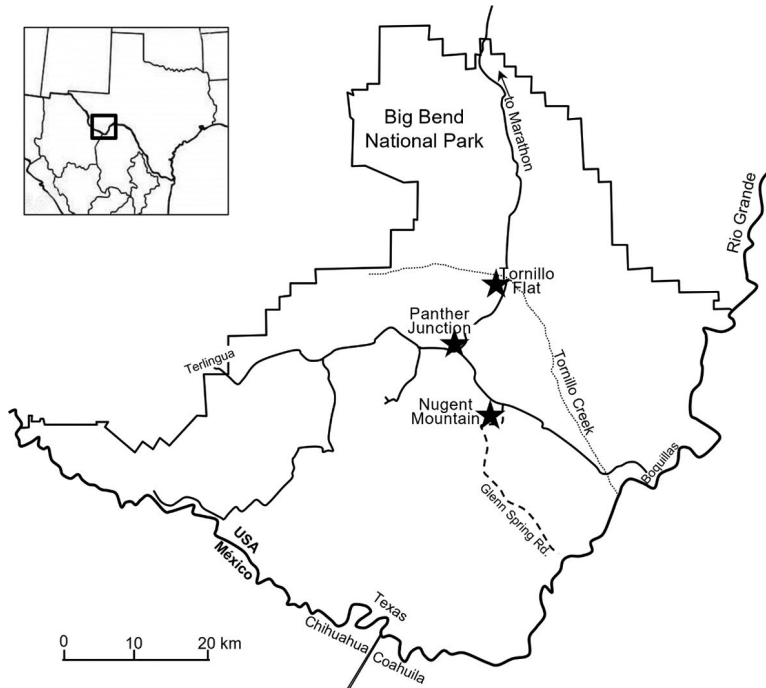 Big Bend
National Park
to Marathon
Rio Grande
Tornillo
Flat
Panther
Junction
Terlingua
Tornillo Creek
Nugent
Mountain
Boquillas
Glenn Spring Rd.
USA
México
Texas
Chihuahua Coahuila
0 10 20 km